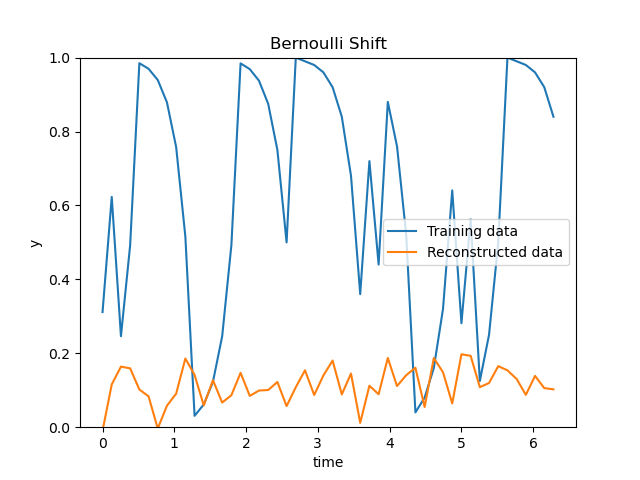 Bernoulli Shift
1.0
0.8
0.6
0.4
0.2
0.0
y
Training data
Reconstructed data
0 1 2 3 4 5 6
time